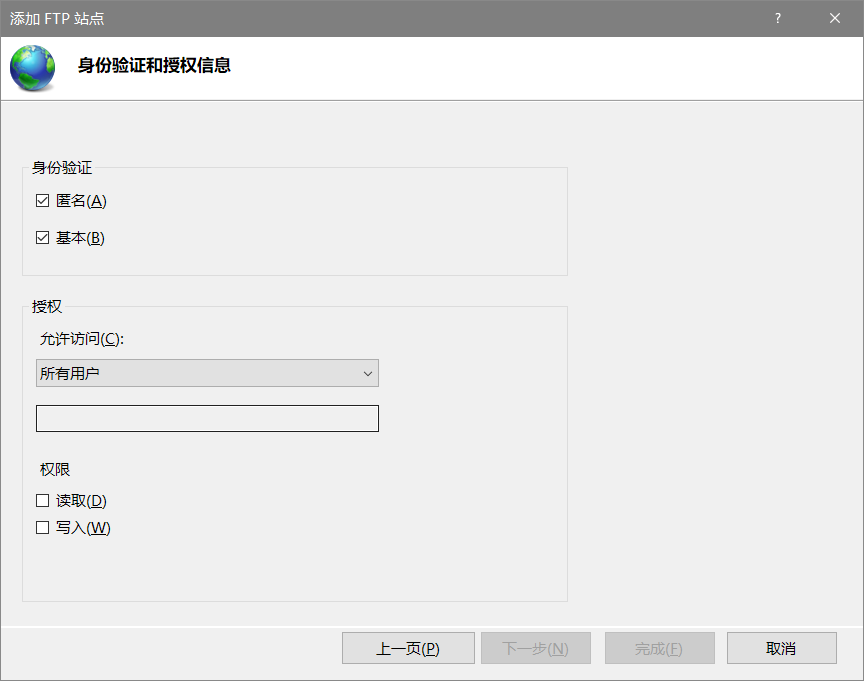 添加 FTP 站点
?
身份验证和授权信息
身份验证
匿名(A)
基本(B)
授权
允许访问(C):
所有用户
权限
读取(D)
写入(W)
上一页(P) 下一步(N) 完成(F) 取消